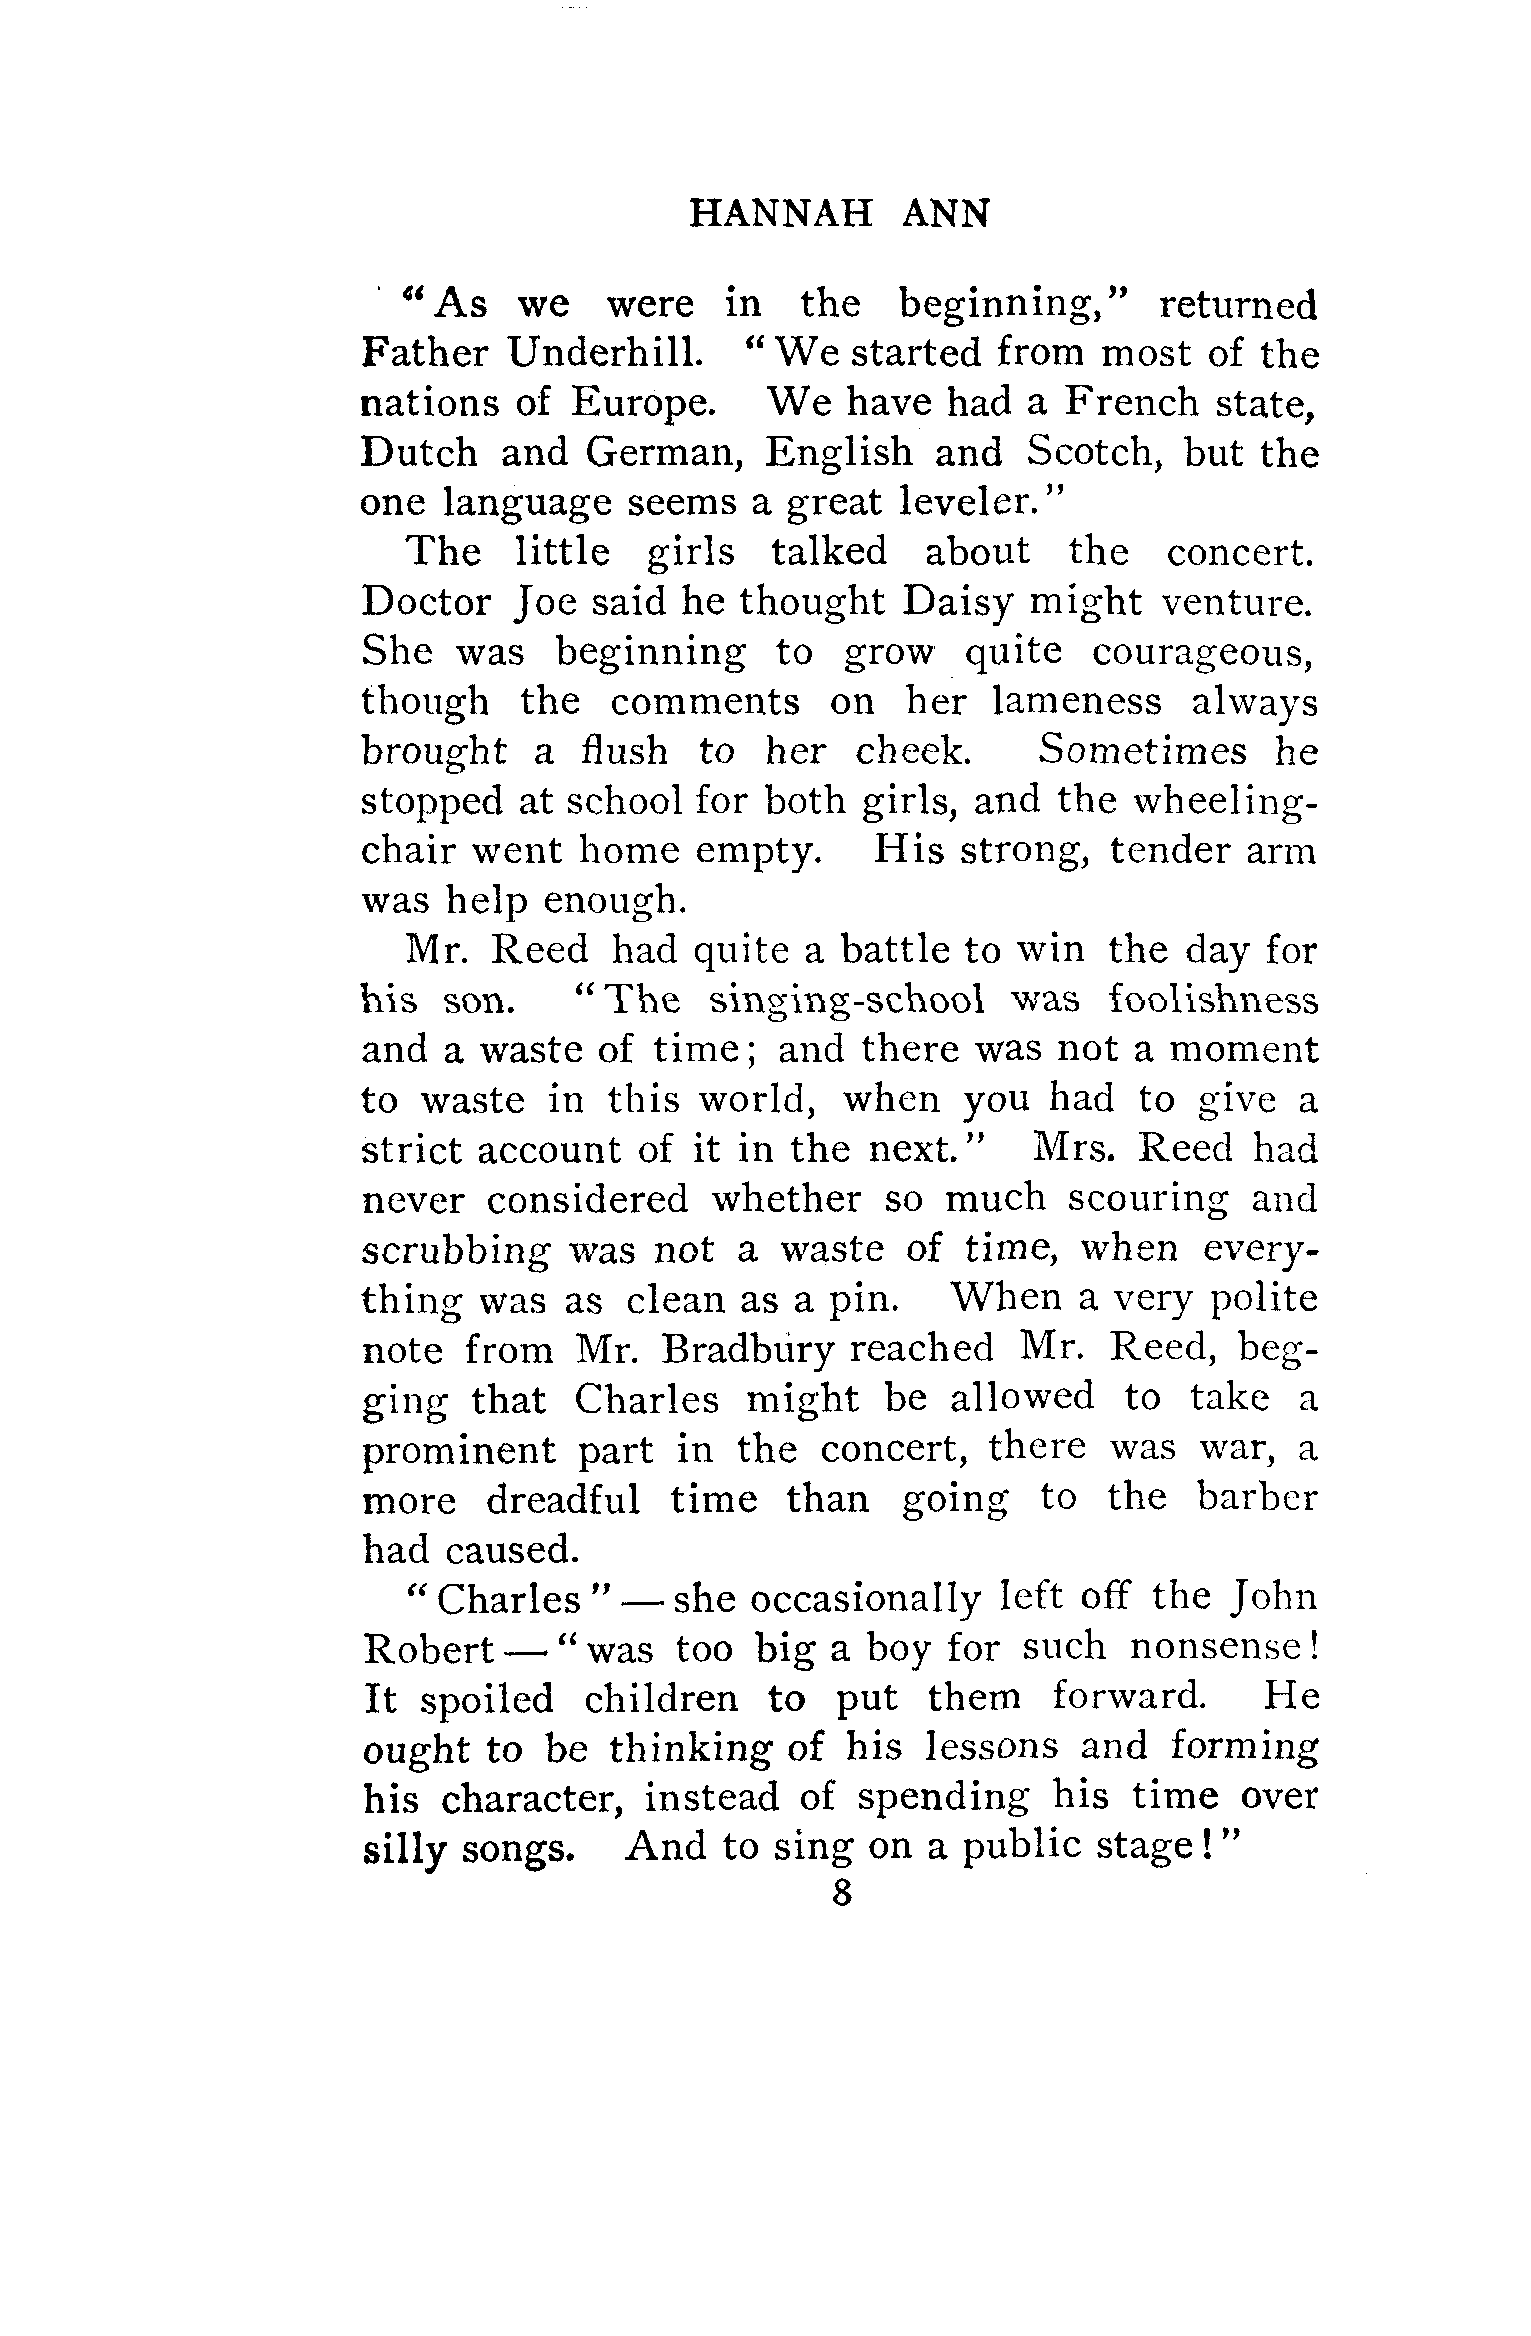 HANNAH ANN
“As we were in the beginning,” returned
Father Underhill. “We started from most of the
nations of Europe. We have had a French state,
Dutch and German, English and Scotch, but the
one language seems a great leveler.”
The little girls talked about the concert.
Doctor Joe said he thought Daisy might venture.
She was beginning to grow quite courageous,
though the comments on her lameness always
brought a flush to her cheek. Sometimes he
stopped at school for both girls, and the wheeling-
chair went home empty. His strong, tender arm
was help enough.
Mr. Reed had quite a battle to win the day for
his son. “The singing-school was foolishness
and a waste of time; and there was not a moment
to waste in this world, when you had to give a
strict account of it in the next.” Mrs. Reed had
never considered whether so much scouring and
scrubbing was not a waste of time, when every-
thing was as clean as a pin. When a very polite
note from Mr. Bradbury reached Mr. Reed, beg-
ging that Charles might be allowed to take a
prominent part in the concert, there was war, a
more dreadful time than going to the barber
had caused.
“Charles”—she occasionally left off the John
Robert—“was too big a boy for such nonsense!
It spoiled children to put them forward. He
ought to be thinking of his lessons and forming
his character, instead of spending his time over
silly songs. And to sing on a public stage!”
8